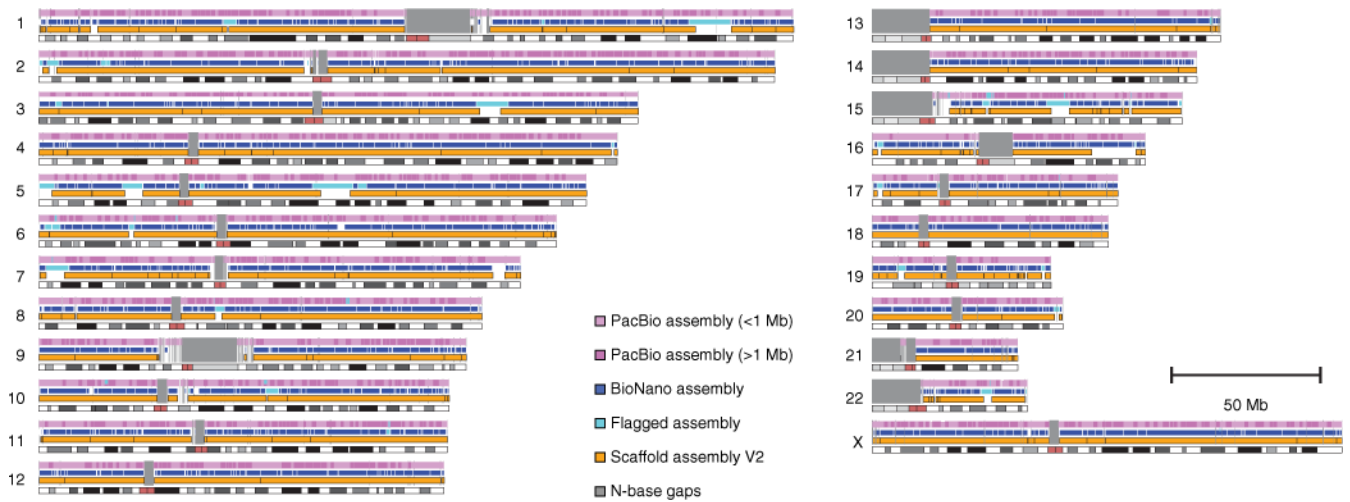 1
2
3
4
5
6
7
8
9
10
11
12
PacBio assembly (<1 Mb)
PacBio assembly (>1 Mb)
BioNano assembly
Flagged assembly
Scaffold assembly V2
N-base gaps
13
14
15
16
17
18
19
20
21
22
X
50 Mb